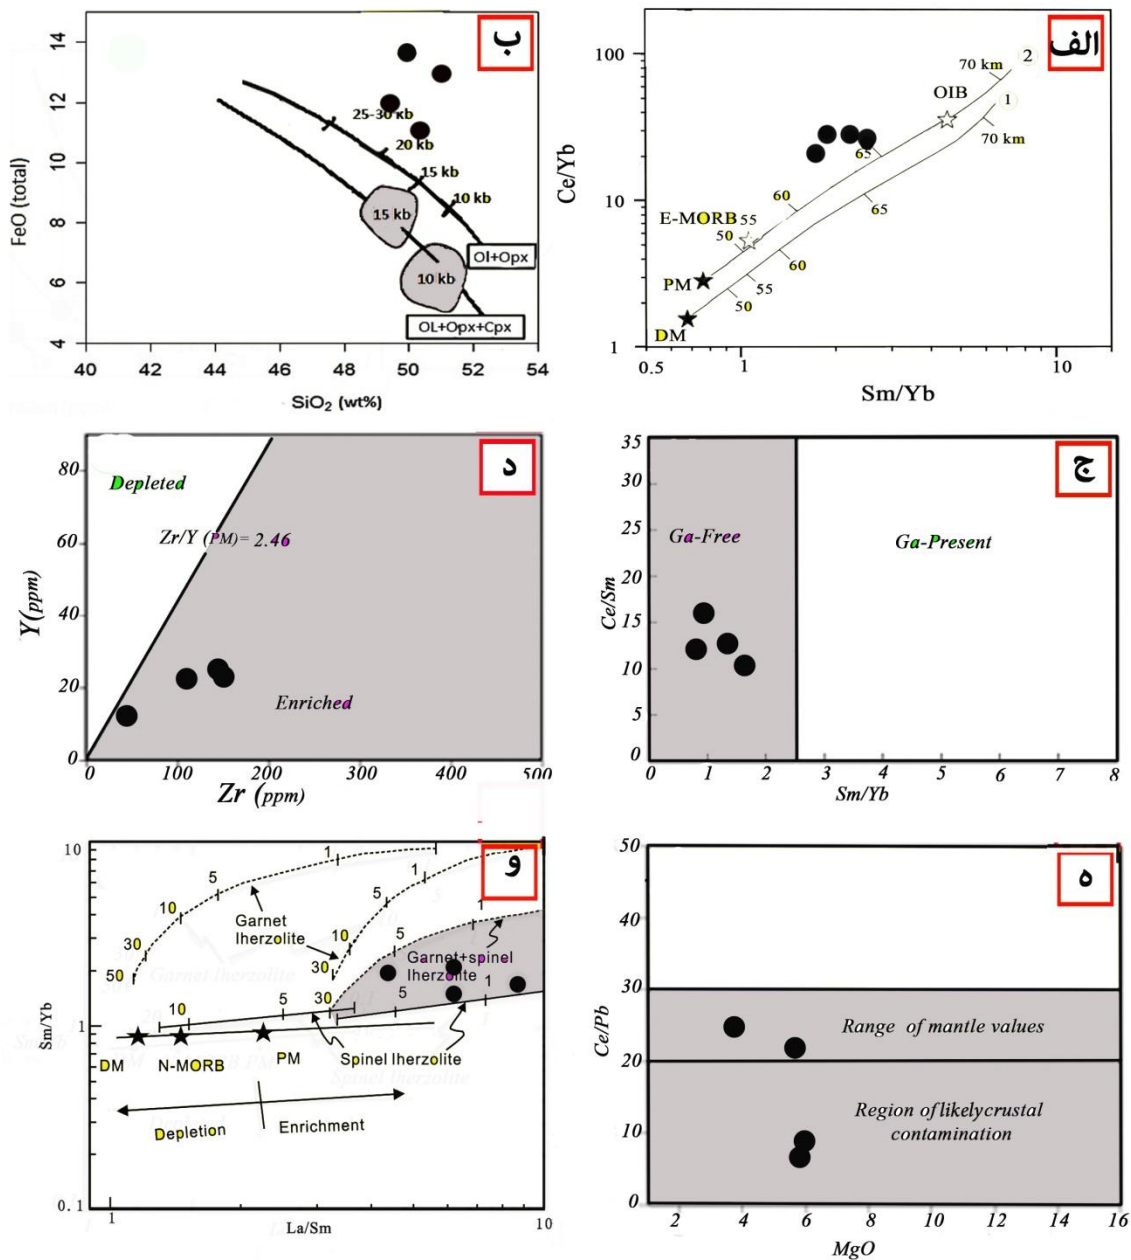 ب
FeO (total)
14
12
10
8
6
4
25-30 кb
20 kb
15 kb
10 kb
15 kb
10 kb
Ol+Opx
OL+Opx+Cpx
40
42
44
46
48
50
52
54
SiO₂ (wt%)
الف
Ce/Yb
100
10
1
70 km
2
OIB
1
70 km
65
65
60
60
E-MORB
55
50
55
50
PM
DM
0.5
1
10
Sm/Yb
د
Y(ppm)
80
60
40
20
0
Depleted
Zr/Y (PM)= 2.46
Enriched
0
100
200
300
400
500
Zr (ppm)
ج
Ce/Sm
35
30
25
20
15
10
5
0
Ga-Free
Ga-Present
0
1
2
3
4
5
6
7
8
Sm/Yb
و
Sm/Yb
10
1
0.1
1
5
10
30
50
Garnet
lherzolite
1
5
10
30
1
5
Garnet+spinel
lherzolite
10
5
30
5
1
DM
N-MORB
PM
Spinel lherzolite
Depletion
Enrichment
1
10
La/Sm
ه
Ce/Pb
50
40
30
20
10
0
Range of mantle values
Region of likelycrustal
contamination
2
4
6
8
10
12
14
16
MgO